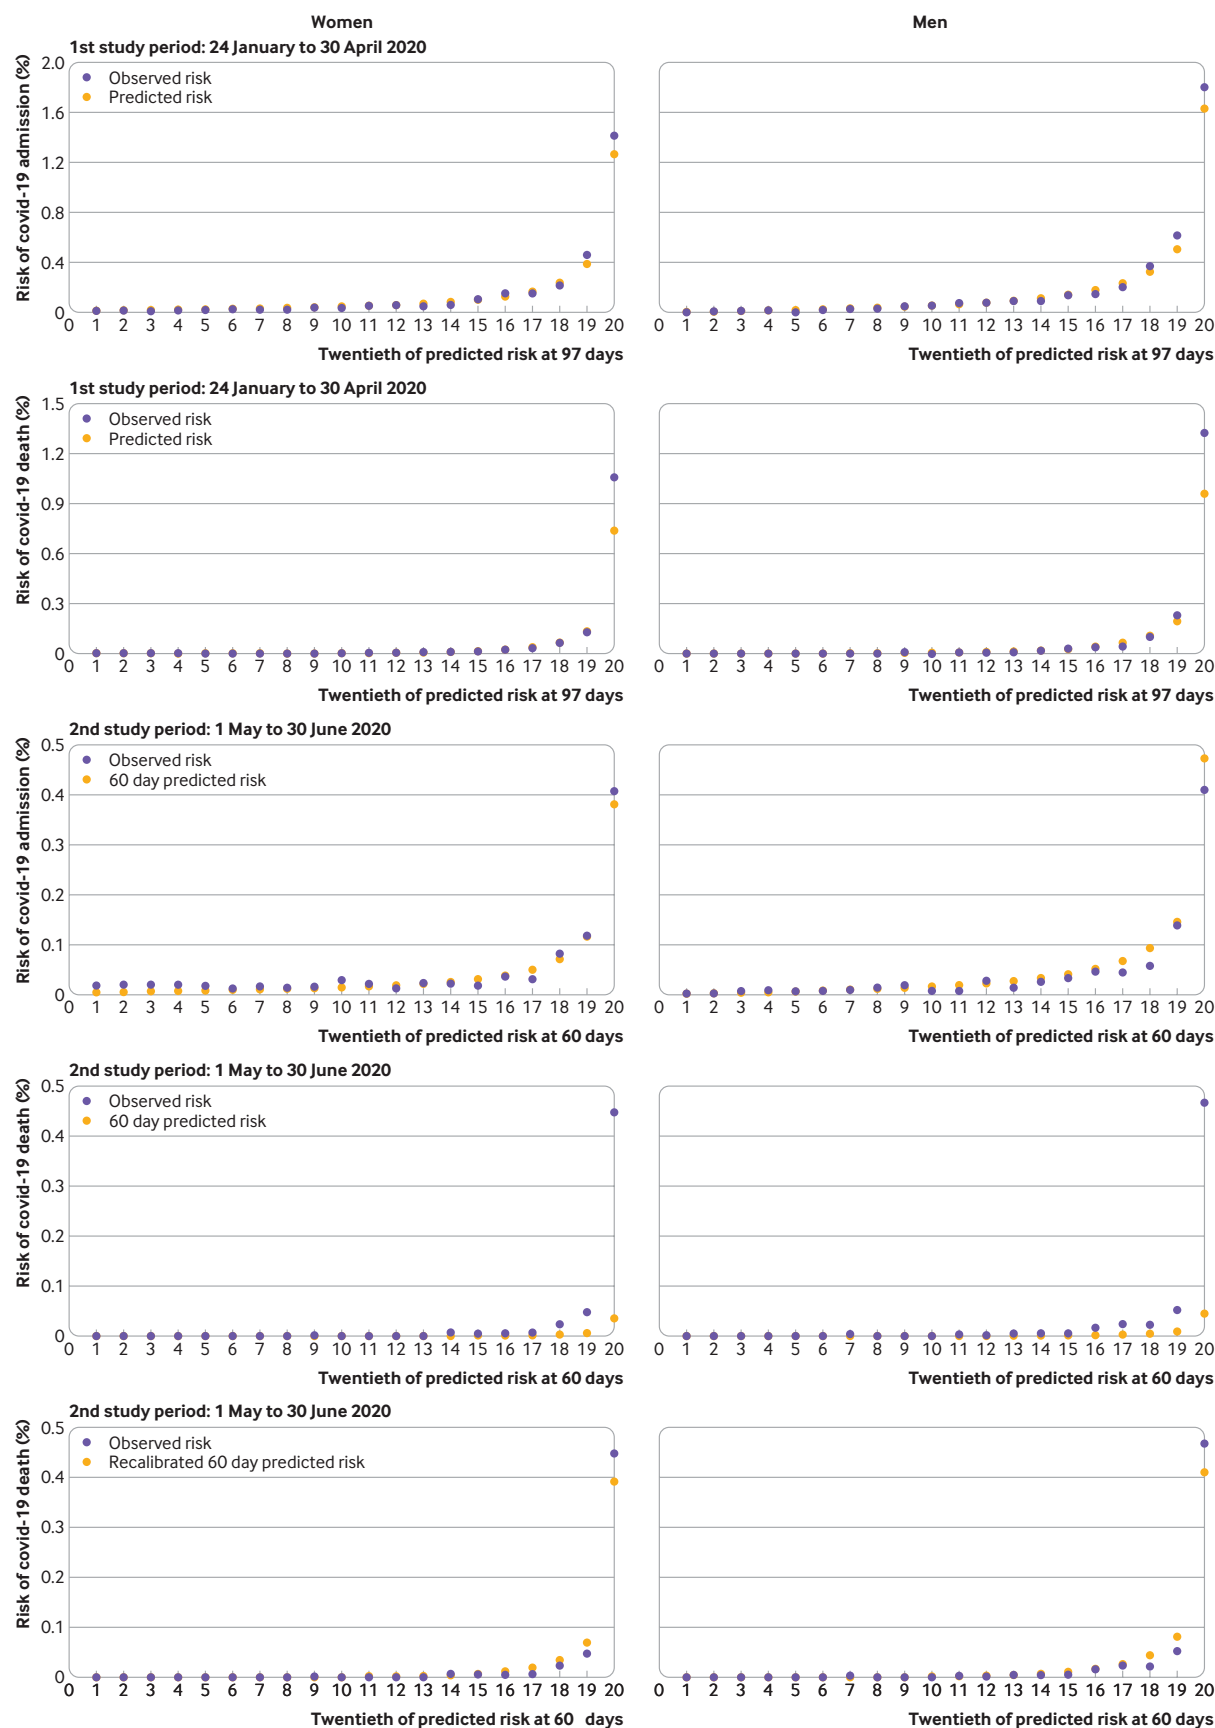 Women
Men
1st study period: 24 January to 30 April 2020
Risk of covid-19 admission (%)
2.0
1.6
1.2
0.8
0.4
0
Observed risk
Predicted risk
0 1 2 3 4 5 6 7 8 9 10 11 12 13 14 15 16 17 18 19 20
Twentieth of predicted risk at 97 days
0 1 2 3 4 5 6 7 8 9 10 11 12 13 14 15 16 17 18 19 20
Twentieth of predicted risk at 97 days
1st study period: 24 January to 30 April 2020
Risk of covid-19 death (%)
1.5
1.2
0.9
0.6
0.3
0
Observed risk
Predicted risk
0 1 2 3 4 5 6 7 8 9 10 11 12 13 14 15 16 17 18 19 20
Twentieth of predicted risk at 97 days
0 1 2 3 4 5 6 7 8 9 10 11 12 13 14 15 16 17 18 19 20
Twentieth of predicted risk at 97 days
2nd study period: 1 May to 30 June 2020
Risk of covid-19 admission (%)
0.5
0.4
0.3
0.2
0.1
0
Observed risk
60 day predicted risk
0 1 2 3 4 5 6 7 8 9 10 11 12 13 14 15 16 17 18 19 20
Twentieth of predicted risk at 60 days
0 1 2 3 4 5 6 7 8 9 10 11 12 13 14 15 16 17 18 19 20
Twentieth of predicted risk at 60 days
2nd study period: 1 May to 30 June 2020
Risk of covid-19 death (%)
0.5
0.4
0.3
0.2
0.1
0
Observed risk
60 day predicted risk
0 1 2 3 4 5 6 7 8 9 10 11 12 13 14 15 16 17 18 19 20
Twentieth of predicted risk at 60 days
0 1 2 3 4 5 6 7 8 9 10 11 12 13 14 15 16 17 18 19 20
Twentieth of predicted risk at 60 days
2nd study period: 1 May to 30 June 2020
Risk of covid-19 death (%)
0.5
0.4
0.3
0.2
0.1
0
Observed risk
Recalibrated 60 day predicted risk
0 1 2 3 4 5 6 7 8 9 10 11 12 13 14 15 16 17 18 19 20
Twentieth of predicted risk at 60 days
0 1 2 3 4 5 6 7 8 9 10 11 12 13 14 15 16 17 18 19 20
Twentieth of predicted risk at 60 days